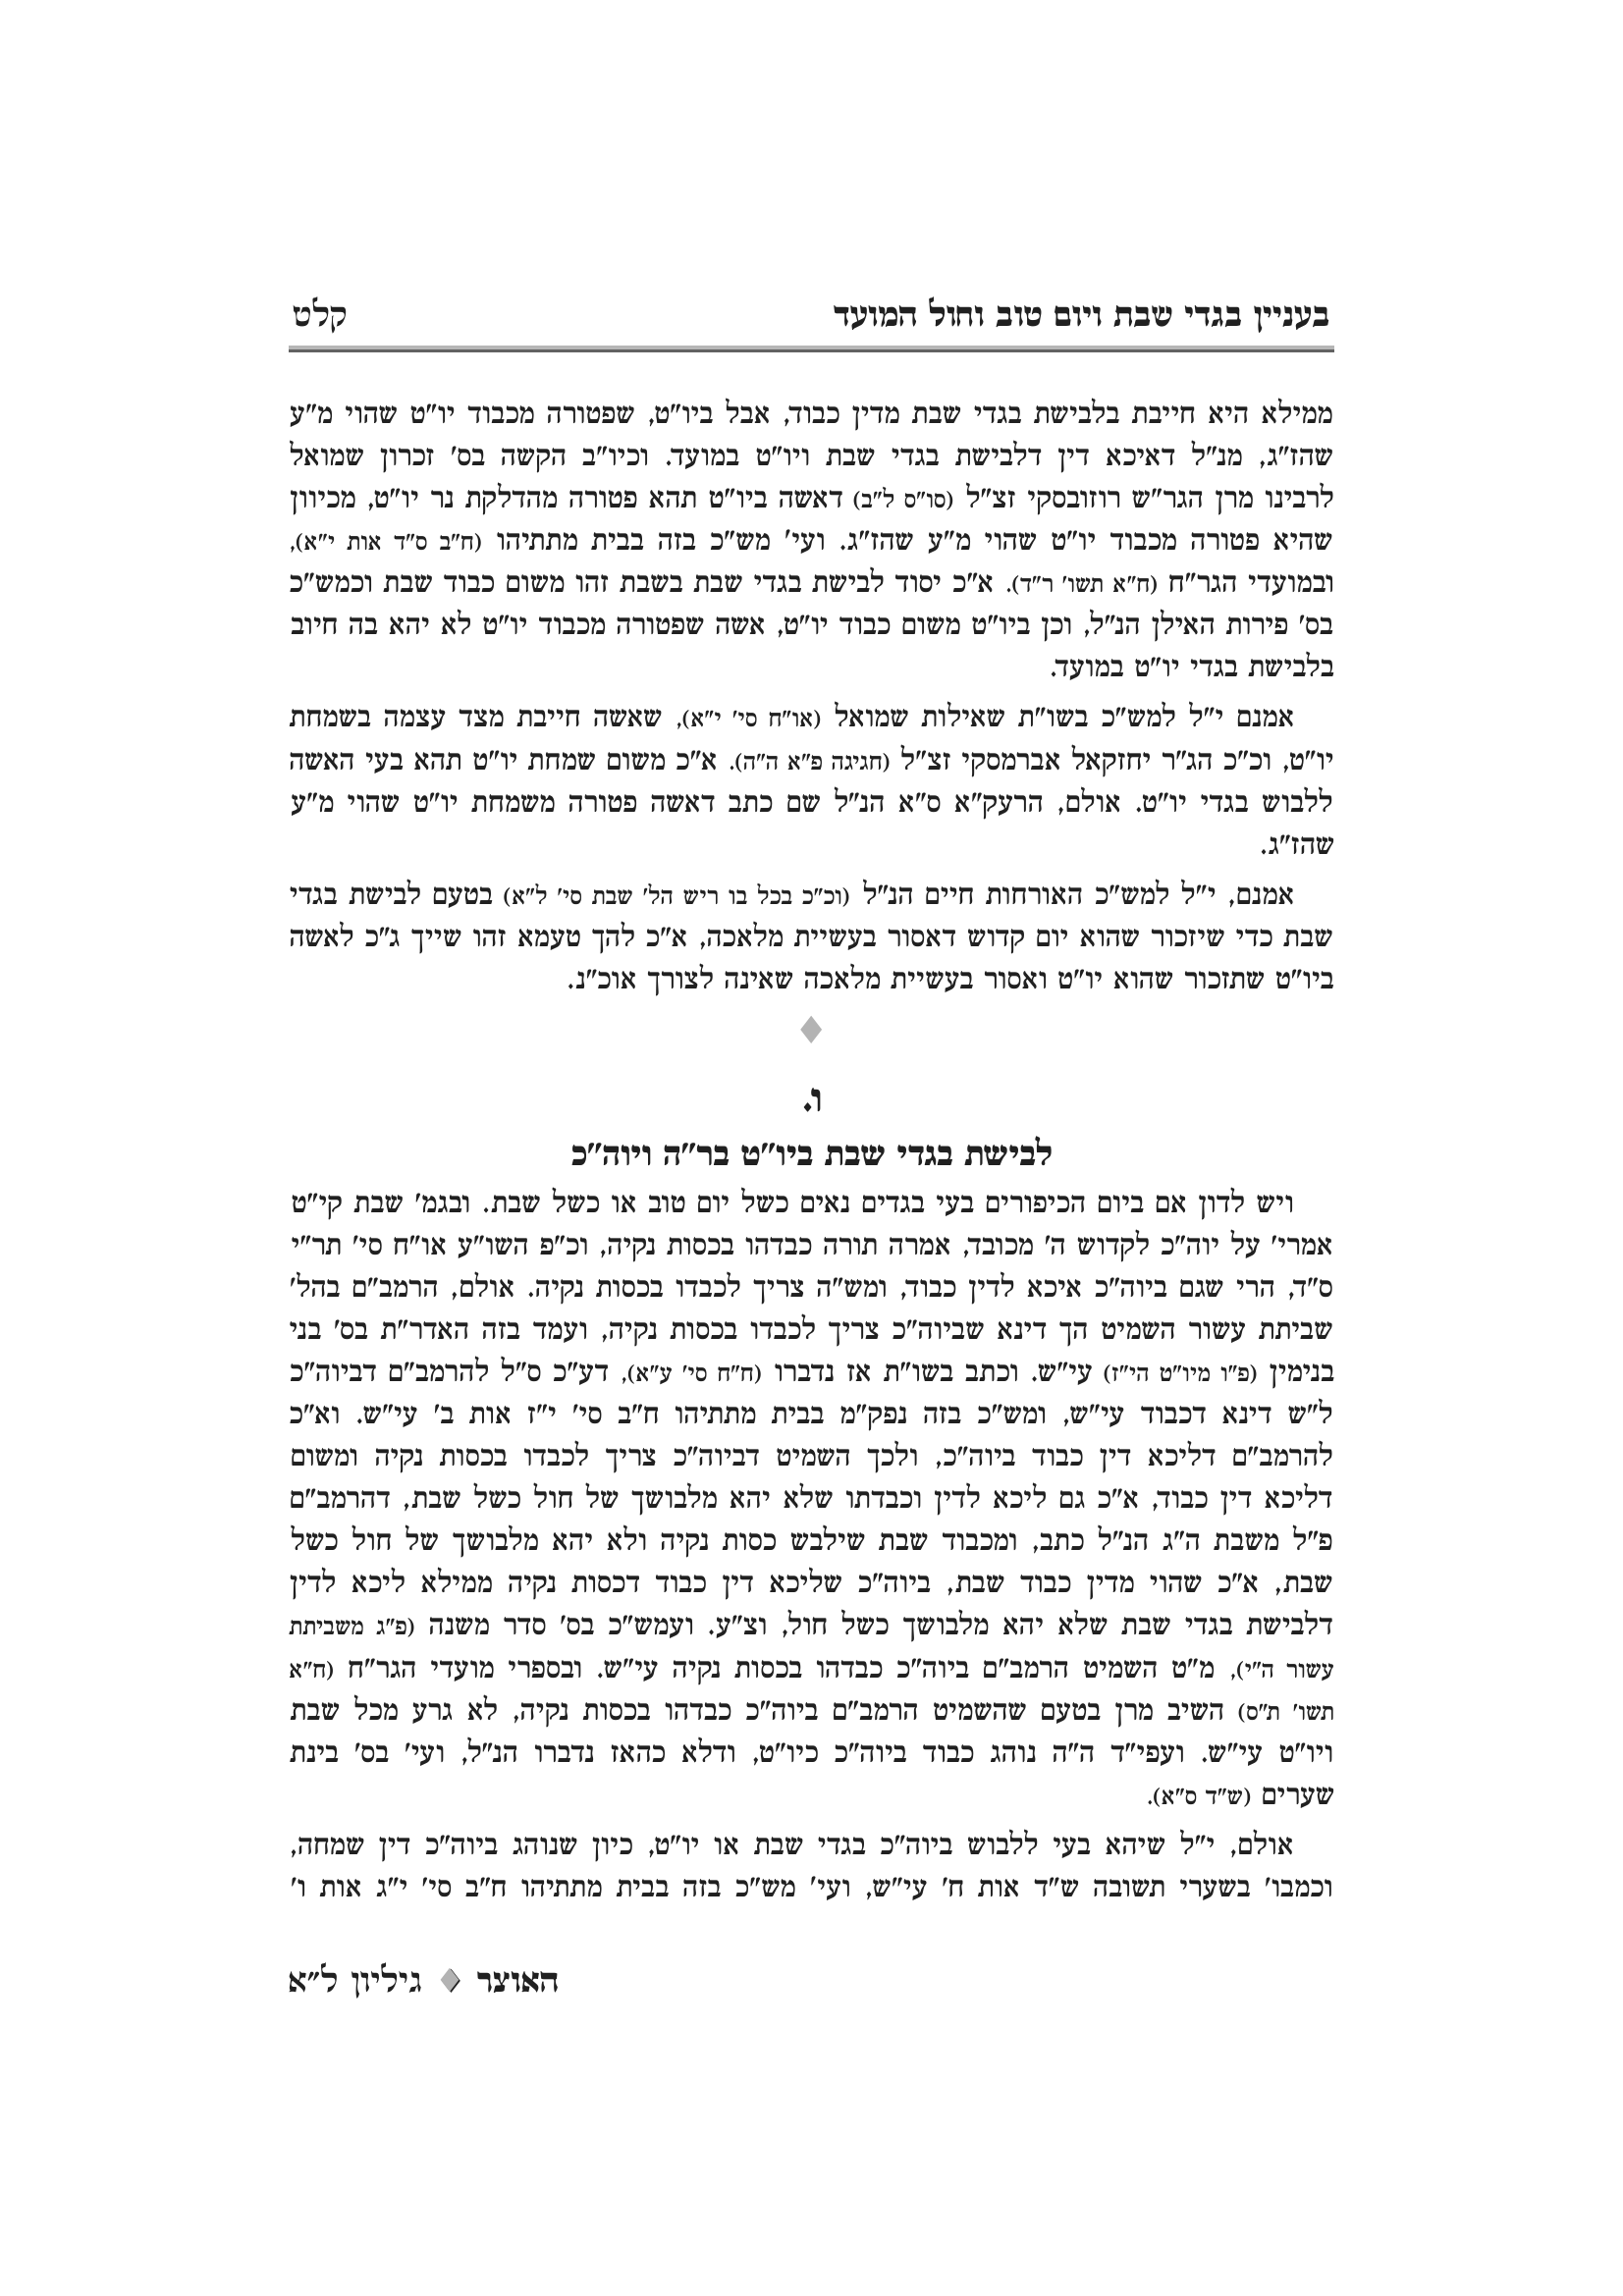 בעניין בגדי שבת ויום טוב וחול המועד קלט
ממילא היא חייבת בלבישת בגדי שבת מדין כבוד, אבל ביו"ט, שפטורה מכבוד יו"ט שהוי מ"ע
שהז"ג, מנ"ל דאיכא דין דלבישת בגדי שבת ויו"ט במועד. וכיו"ב הקשה בס' זכרון שמואל
לרבינו מרן הגר"ש רוזובסקי זצ"ל (סו"ס ל"ב) דאשה ביו"ט תהא פטורה מהדלקת נר יו"ט, מכיוון
שהיא פטורה מכבוד יו"ט שהוי מ"ע שהז"ג. ועי' מש"כ בזה בבית מתתיהו (ח"ב ס"ד אות י"א),
ובמועדי הגר"ח (ח"א תשו' ר"ד). א"כ יסוד לבישת בגדי שבת בשבת זהו משום כבוד שבת וכמש"כ
בס' פירות האילן הנ"ל, וכן ביו"ט משום כבוד יו"ט, אשה שפטורה מכבוד יו"ט לא יהא בה חיוב
בלבישת בגדי יו"ט במועד.
אמנם י"ל למש"כ בשו"ת שאילות שמואל (או"ח סי' י"א), שאשה חייבת מצד עצמה בשמחת
יו"ט, וכ"כ הג"ר יחזקאל אברמסקי זצ"ל (חגיגה פ"א ה"ה). א"כ משום שמחת יו"ט תהא בעי האשה
ללבוש בגדי יו"ט. אולם, הרעק"א ס"א הנ"ל שם כתב דאשה פטורה משמחת יו"ט שהוי מ"ע
שהז"ג.
אמנם, י"ל למש"כ האורחות חיים הנ"ל (וכ"כ בכל בו ריש הל' שבת סי' ל"א) בטעם לבישת בגדי
שבת כדי שיזכור שהוא יום קדוש דאסור בעשיית מלאכה, א"כ להך טעמא זהו שייך ג"כ לאשה
ביו"ט שתזכור שהוא יו"ט ואסור בעשיית מלאכה שאינה לצורך אוכ"נ.
ו.
לבישת בגדי שבת ביו"ט בר"ה ויוה"כ
ויש לדון אם ביום הכיפורים בעי בגדים נאים כשל יום טוב או כשל שבת. ובגמ' שבת קי"ט
אמרי' על יוה"כ לקדוש ה' מכובד, אמרה תורה כבדהו בכסות נקיה, וכ"פ השו"ע או"ח סי' תר"י
ס"ד, הרי שגם ביוה"כ איכא לדין כבוד, ומש"ה צריך לכבדו בכסות נקיה. אולם, הרמב"ם בהל'
שביתת עשור השמיט הך דינא שביוה"כ צריך לכבדו בכסות נקיה, ועמד בזה האדר"ת בס' בני
בנימין (פ"ו מיו"ט הי"ז) עי"ש. וכתב בשו"ת אז נדברו (ח"ח סי' ע"א), דע"כ ס"ל להרמב"ם דביוה"כ
ל"ש דינא דכבוד עי"ש, ומש"כ בזה נפק"מ בבית מתתיהו ח"ב סי' י"ז אות ב' עי"ש. וא"כ
להרמב"ם דליכא דין כבוד ביוה"כ, ולכך השמיט דביוה"כ צריך לכבדו בכסות נקיה ומשום
דליכא דין כבוד, א"כ גם ליכא לדין וכבדתו שלא יהא מלבושך של חול כשל שבת, דהרמב"ם
פ"ל משבת ה"ג הנ"ל כתב, ומכבוד שבת שילבש כסות נקיה ולא יהא מלבושך של חול כשל
שבת, א"כ שהוי מדין כבוד שבת, ביוה"כ שליכא דין כבוד דכסות נקיה ממילא ליכא לדין
דלבישת בגדי שבת שלא יהא מלבושך כשל חול, וצ"ע. ועמש"כ בס' סדר משנה (פ"ג משביתת
עשור ה"י), מ"ט השמיט הרמב"ם ביוה"כ כבדהו בכסות נקיה עי"ש. ובספרי מועדי הגר"ח (ח"א
תשו' ת"ס) השיב מרן בטעם שהשמיט הרמב"ם ביוה"כ כבדהו בכסות נקיה, לא גרע מכל שבת
ויו"ט עי"ש. ועפי"ד ה"ה נוהג כבוד ביוה"כ כיו"ט, ודלא כהאז נדברו הנ"ל, ועי' בס' בינת
שערים (ש"ד ס"א).
אולם, י"ל שיהא בעי ללבוש ביוה"כ בגדי שבת או יו"ט, כיון שנוהג ביוה"כ דין שמחה,
וכמבו' בשערי תשובה ש"ד אות ח' עי"ש, ועי' מש"כ בזה בבית מתתיהו ח"ב סי' י"ג אות ו'
האוצר ♦ גיליון ל"א